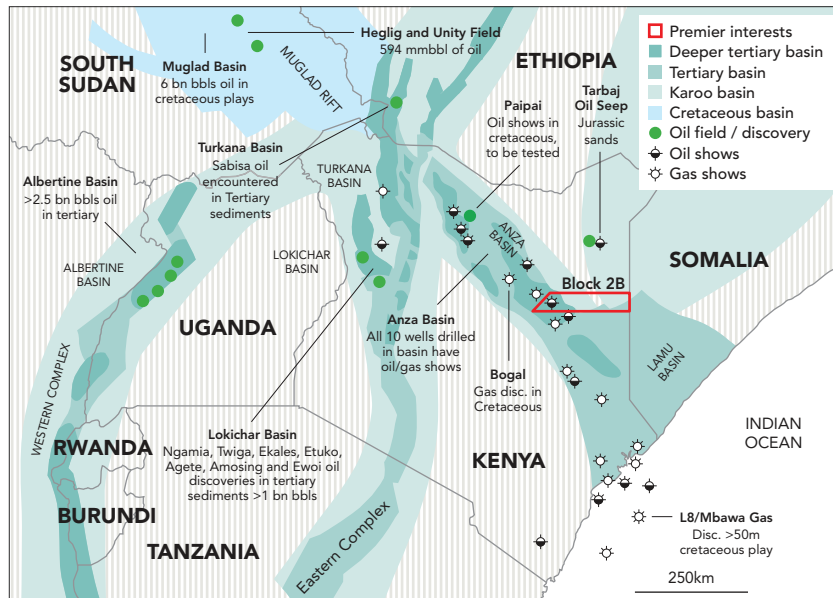 Heglig and Unity Field
594 mmbbl of oil
SOUTH
SUDAN
Muglad Basin
6 bn bbls oil in
cretaceous plays
MUGLAD RIFT
ETHIOPIA
Premier interests
Deeper tertiary basin
Tertiary basin
Karoo basin
Cretaceous basin
Oil field / discovery
Oil shows
Gas shows
Paipai
Oil shows in
cretaceous,
to be tested
Tarbaj
Oil Seep
Jurassic
sands
Turkana Basin
Sabisa oil
encountered
in Tertiary
sediments
TURKANA
BASIN
Albertine Basin
>2.5 bn bbls oil
in tertiary
ALBERTINE
BASIN
LOKICHAR
BASIN
ANZA
BASIN
SOMALIA
Block 2B
UGANDA
Anza Basin
All 10 wells drilled
in basin have
oil/gas shows
Bogal
Gas disc. in
Cretaceous
LAMU
BASIN
WESTERN COMPLEX
INDIAN
OCEAN
RWANDA
Lokichar Basin
Ngamia, Twiga, Ekales, Etuko,
Agete, Amosing and Ewoi oil
discoveries in tertiary
sediments >1 bn bbls
KENYA
BURUNDI
L8/Mbawa Gas
Disc. >50m
cretaceous play
TANZANIA
Eastern Complex
250km